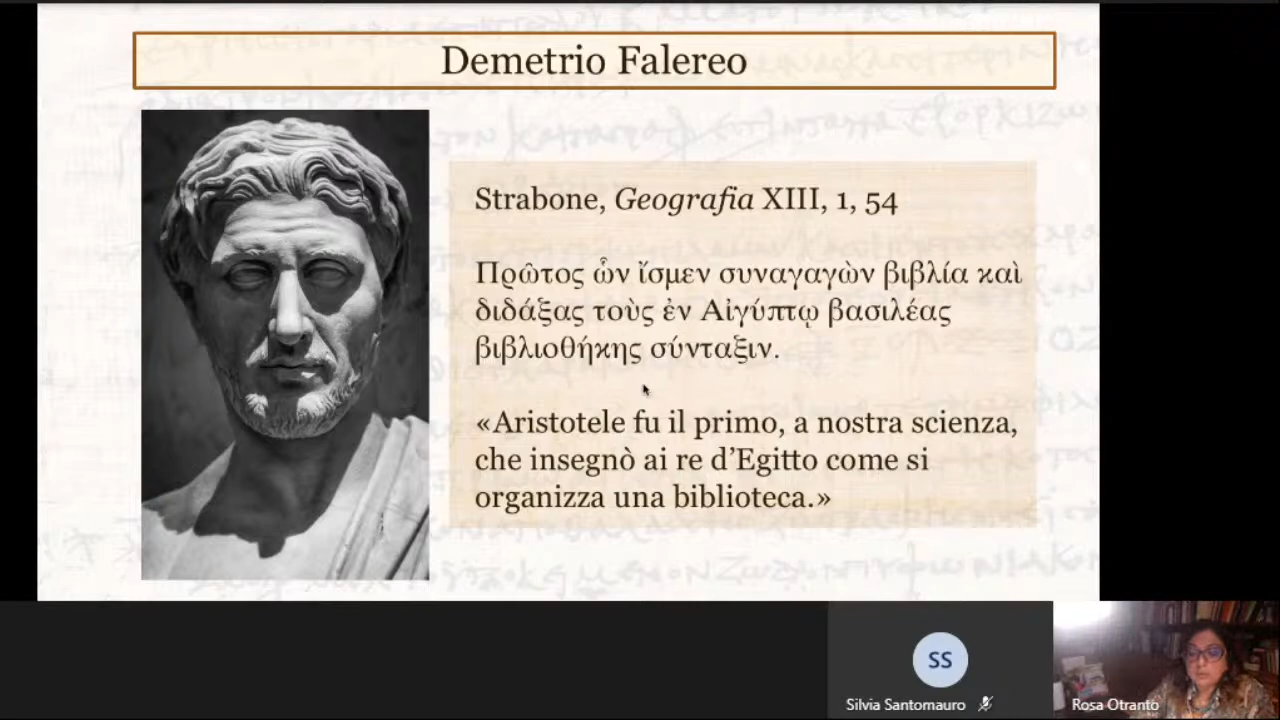 Demetrio Falereo
Strabone, Geografia XIII, 1, 54
Πρῶτος ὧν ἴσμεν συναγαγὼν βιβλία καὶ
διδάξας τοὺς ἐν Αἰγύπτῳ βασιλέας
βιβλιοθήκης σύνταξιν.
«Aristotele fu il primo, a nostra scienza,
che insegnò ai re d’Egitto come si
organizza una biblioteca.»
SS
Silvia Santomauro
Rosa Otranto